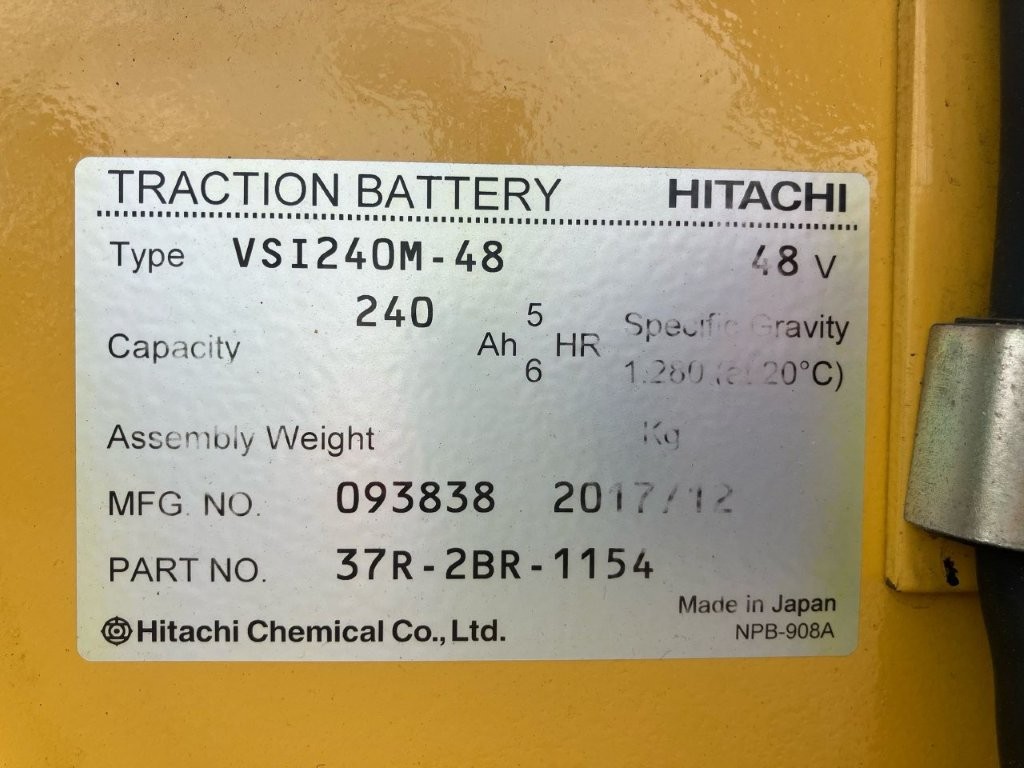 TRACTION BATTERY HITACHI
Type VSI240M-48 48 V
Capacity 240 Ah 5 6 HR Specific Gravity
1.280 (at 20°C)
Assembly Weight Kg
MFG. NO. 093838 2017/12
PART NO. 37R-2BR-1154
Hitachi Chemical Co., Ltd. Made in Japan
NPB-908A